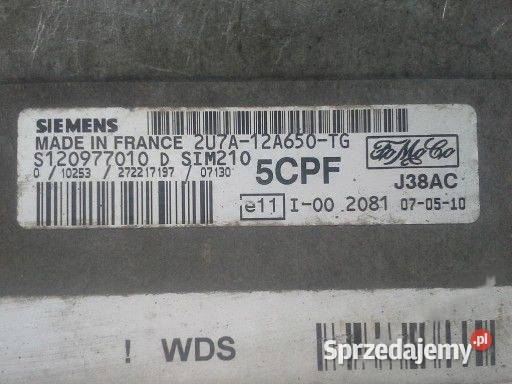 SIEMENS
MADE IN FRANCE 2U7A-12A650-TG
S120977010 D SIM210
0 / 10253 / 272217197 / 07130
5CPF
FoMoCo
J38AC
e11 I-00 2081 07-05-10
! WDS
Sprzedajemy.pl